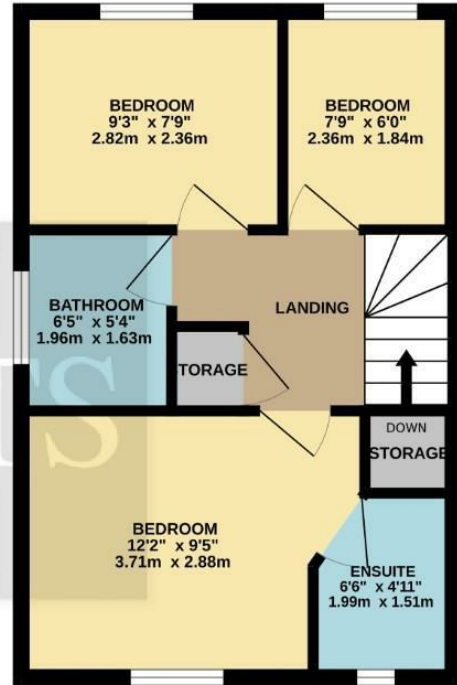 BEDROOM
9'3" x 7'9"
2.82m x 2.36m
BEDROOM
7'9" x 6'0"
2.36m x 1.84m
BATHROOM
6'5" x 5'4"
1.96m x 1.63m
LANDING
TORAGE
DOWN
STORAGE
BEDROOM
12'2" x 9'5"
3.71m x 2.88m
ENSUITE
6'6" x 4'11"
1.99m x 1.51m